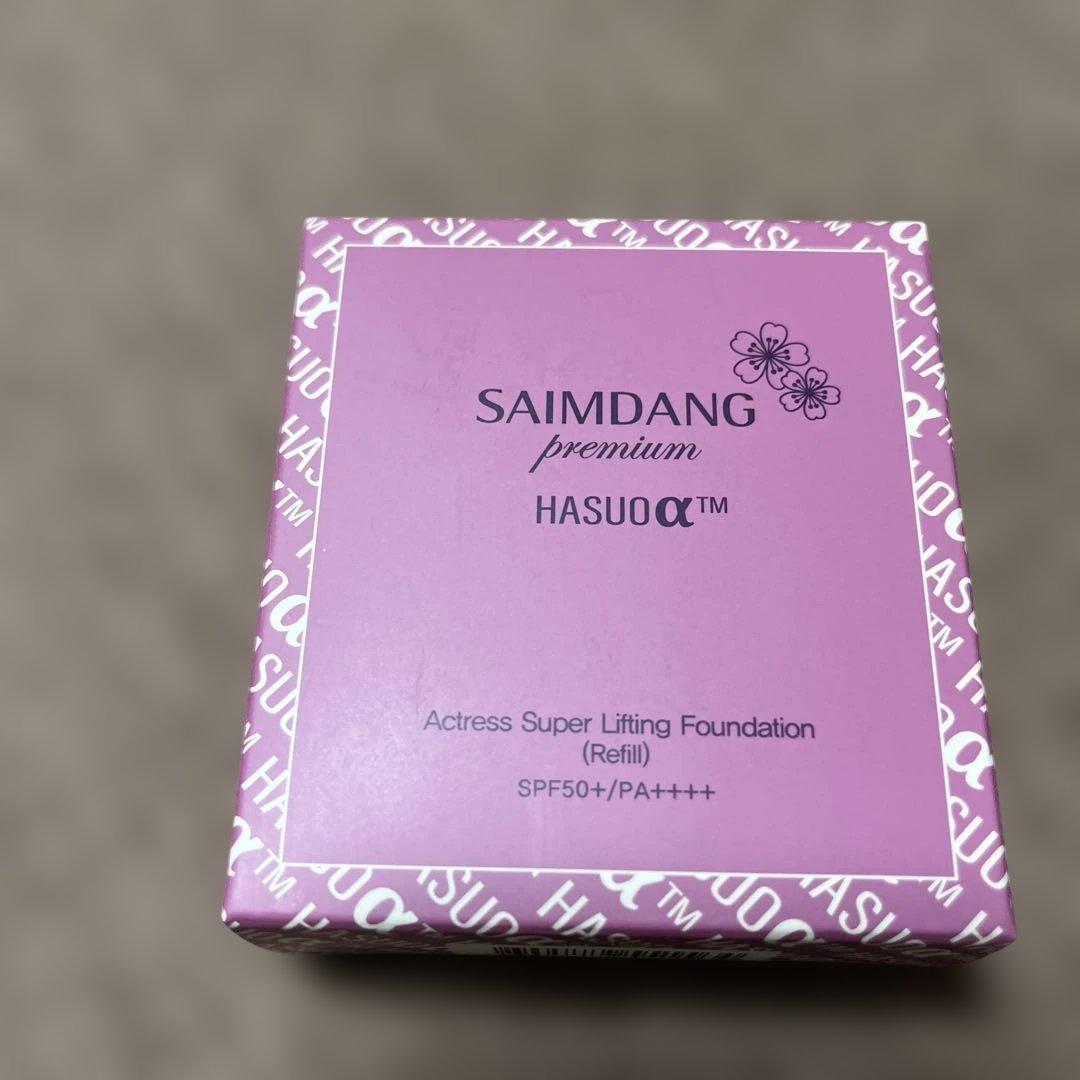 SAIMDANG
premium
HASUOα™
Actress Super Lifting Foundation
(Refill)
SPF50+/PA++++